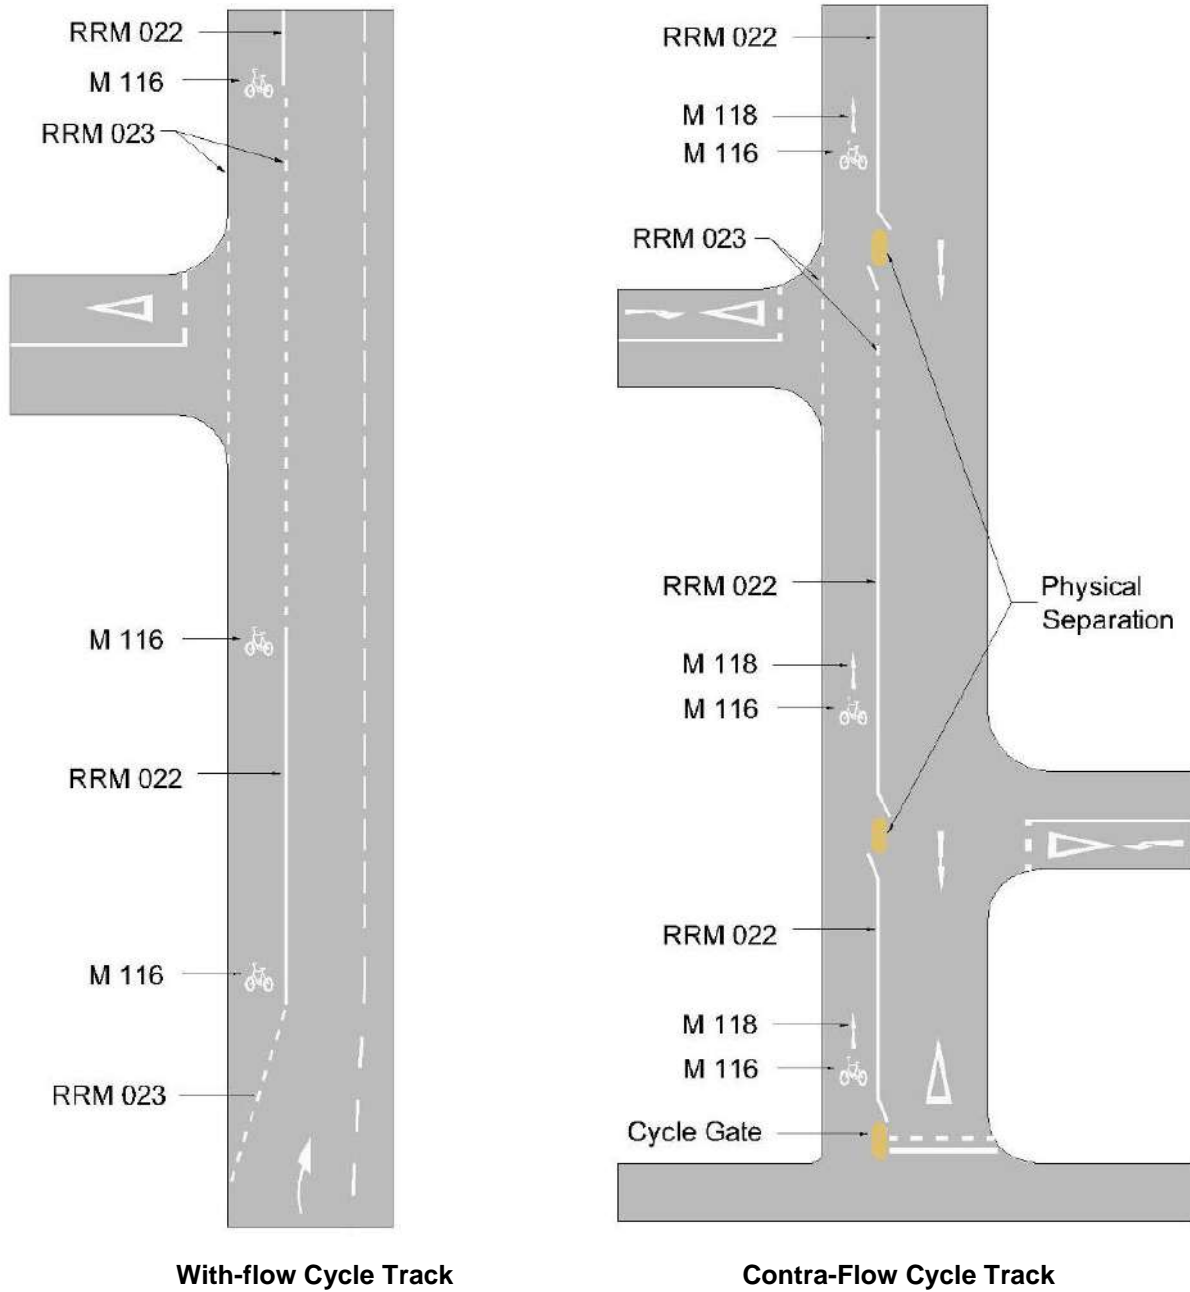 RRM 022
M 116
RRM 023
M 116
RRM 022
M 116
RRM 023
With-flow Cycle Track
RRM 022
M 118
M 116
RRM 023
RRM 022
Physical
Separation
M 118
M 116
RRM 022
M 118
M 116
Cycle Gate
Contra-Flow Cycle Track